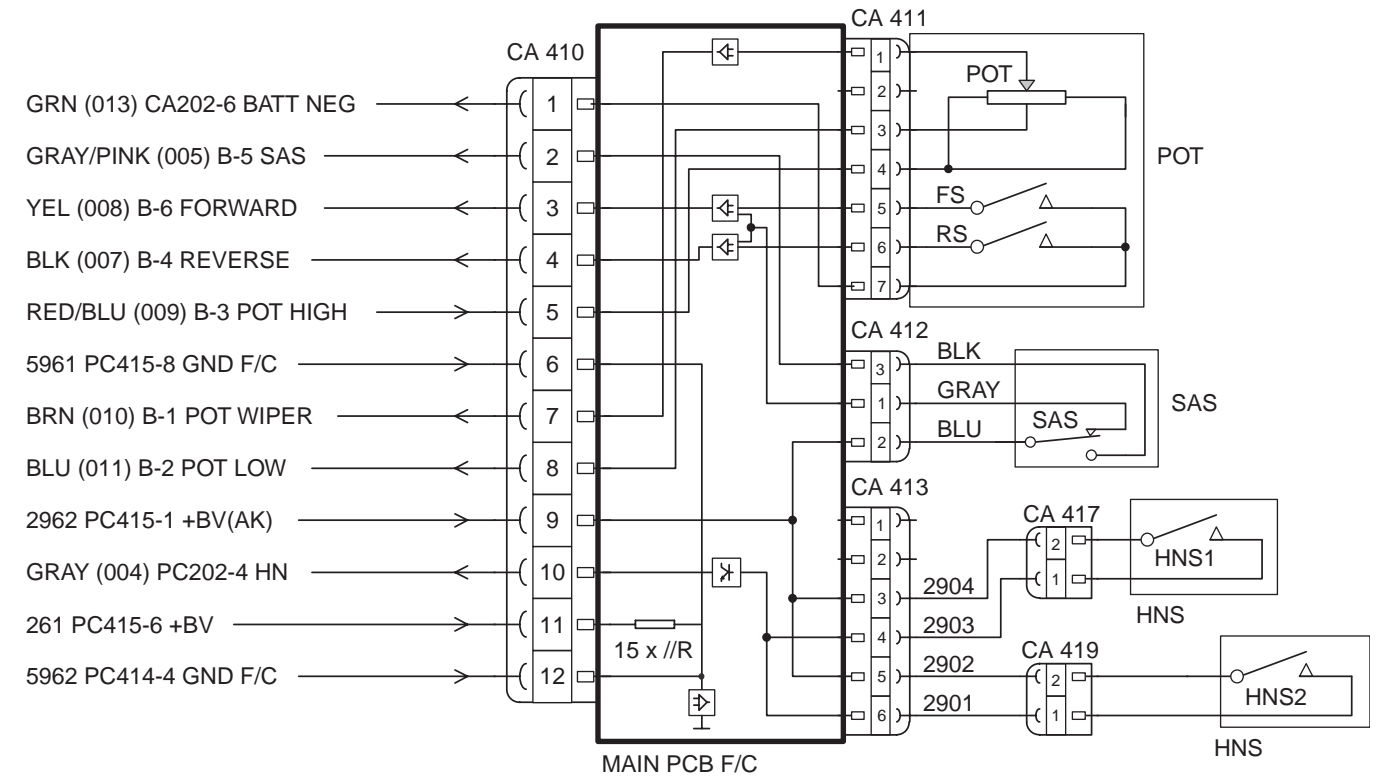 CA 410
GRN (013) CA202-6 BATT NEG
1
GRAY/PINK (005) B-5 SAS
2
YEL (008) B-6 FORWARD
3
BLK (007) B-4 REVERSE
4
RED/BLU (009) B-3 POT HIGH
5
5961 PC415-8 GND F/C
6
BRN (010) B-1 POT WIPER
7
BLU (011) B-2 POT LOW
8
2962 PC415-1 +BV(AK)
9
GRAY (004) PC202-4 HN
10
261 PC415-6 +BV
11
5962 PC414-4 GND F/C
12
15 x //R
MAIN PCB F/C
CA 411
1
2
3
4
5
6
7
POT
FS
RS
POT
CA 412
3
1
2
BLK
GRAY
BLU
SAS
SAS
CA 413
1
2
3
4
5
6
2904
2903
2902
2901
CA 417
2
1
HNS1
HNS
CA 419
2
1
HNS2
HNS